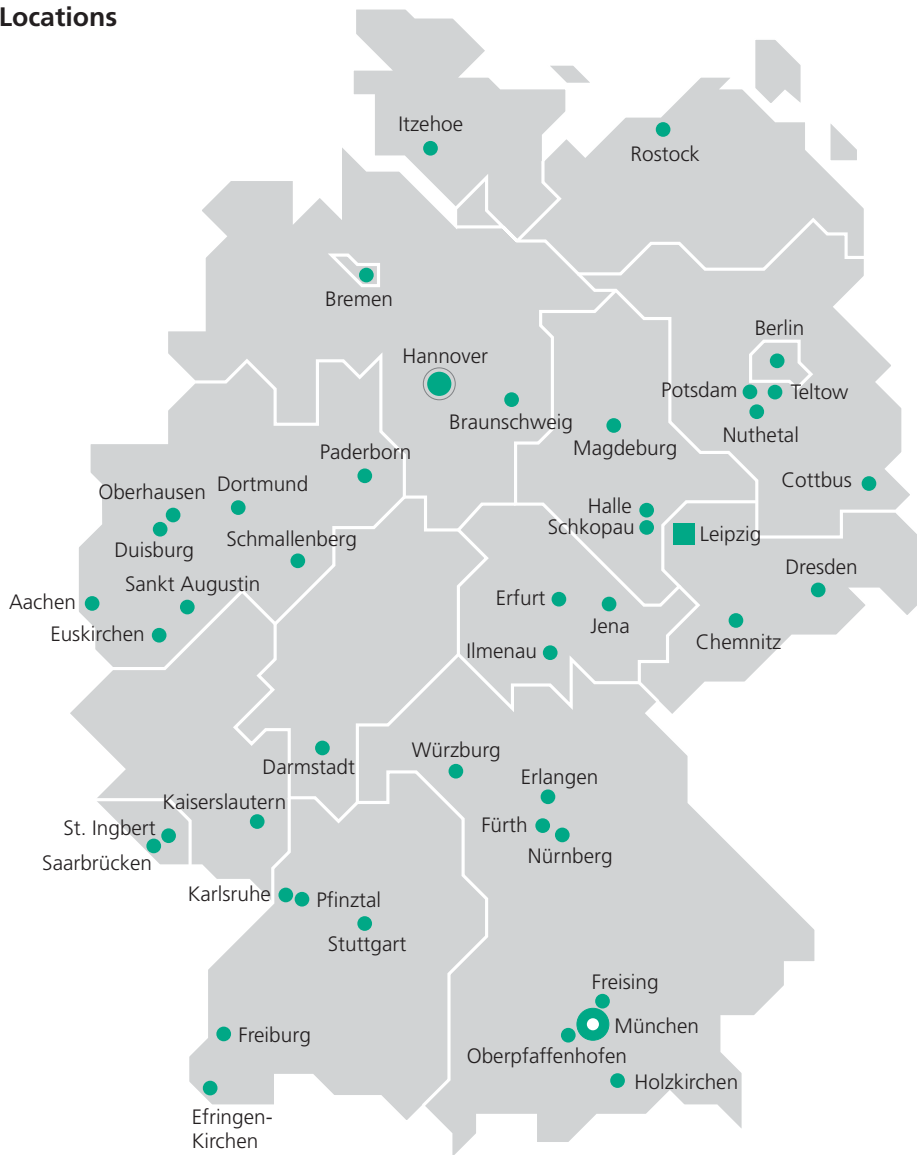 Locations
Itzehoe
Rostock
Bremen
Berlin
Hannover
Potsdam
Teltow
Braunschweig
Nuthetal
Magdeburg
Paderborn
Cottbus
Dortmund
Oberhausen
Halle
Schkopau
Leipzig
Duisburg
Schmallenberg
Dresden
Sankt Augustin
Aachen
Erfurt
Jena
Euskirchen
Chemnitz
Ilmenau
Würzburg
Darmstadt
Erlangen
Kaiserslautern
St. Ingbert
Fürth
Nürnberg
Saarbrücken
Karlsruhe
Pfinztal
Stuttgart
Freising
München
Freiburg
Oberpfaffenhofen
Holzkirchen
Efringen-
Kirchen